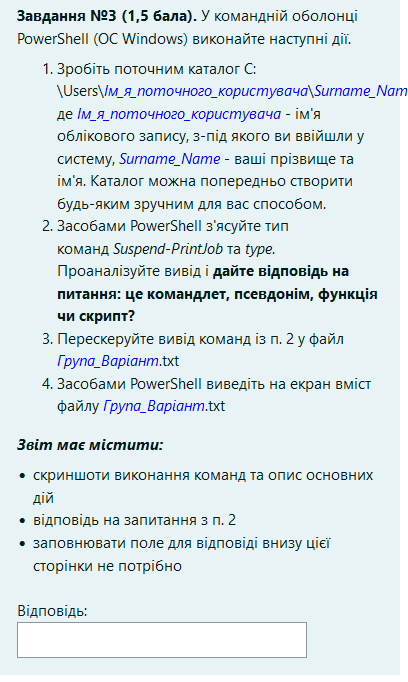 Завдання №3 (1,5 бала). У командній оболонці
PowerShell (ОС Windows) виконайте наступні дії.
1. Зробіть поточним каталог C:
\Users\Ім_я_поточного_користувача\Surname_Nam
де Ім_я_поточного_користувача - ім'я
облікового запису, з-під якого ви ввійшли у
систему, Surname_Name - ваші прізвище та
ім'я. Каталог можна попередньо створити
будь-яким зручним для вас способом.
2. Засобами PowerShell з'ясуйте тип
команд Suspend-PrintJob та type.
Проаналізуйте вивід і дайте відповідь на
питання: це командлет, псевдонім, функція
чи скрипт?
3. Перескеруйте вивід команд із п. 2 у файл
Група_Варіант.txt
4. Засобами PowerShell виведіть на екран вміст
файлу Група_Варіант.txt
Звіт має містити:
• скриншоти виконання команд та опис основних
дій
• відповідь на запитання з п. 2
• заповнювати поле для відповіді внизу цієї
сторінки не потрібно
Відповідь: